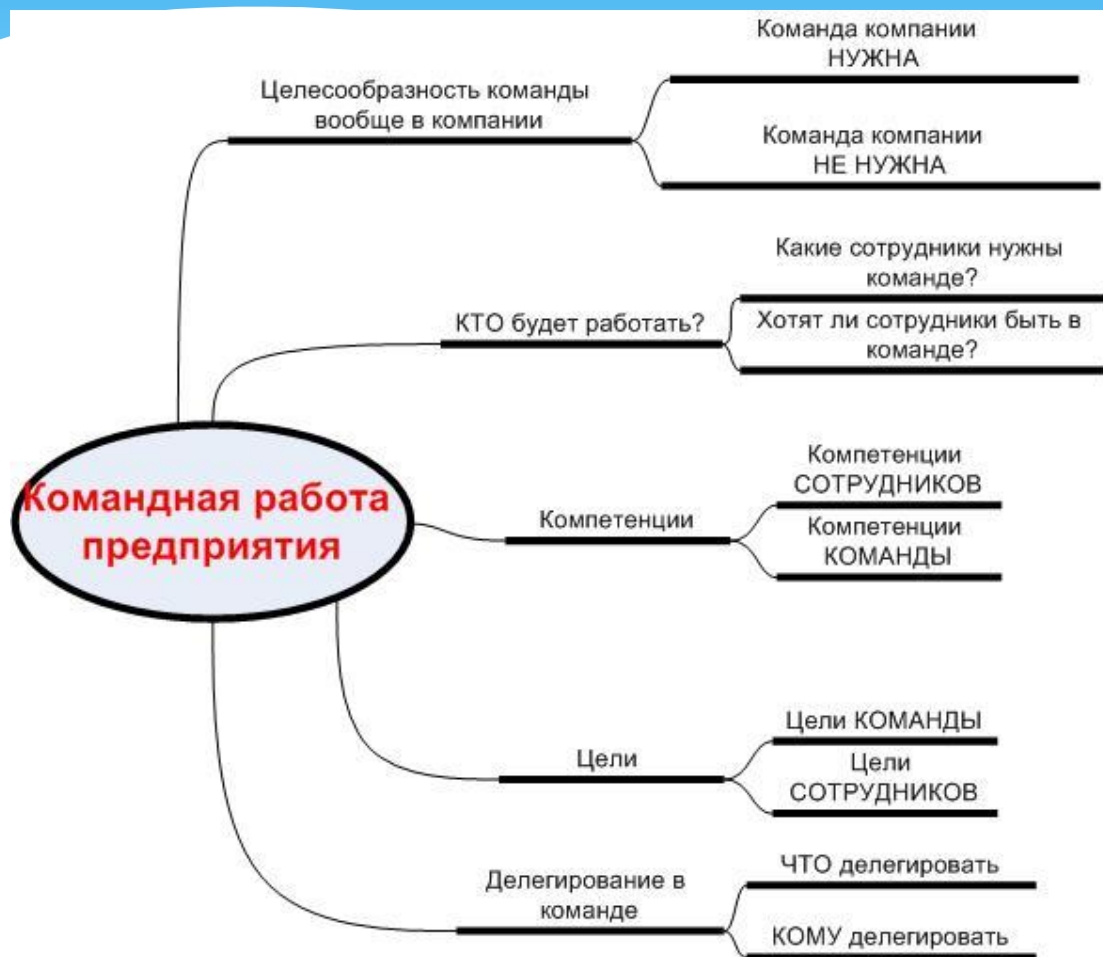 Командная работа
предприятия
Целесообразность команды
вообще в компании
Команда компании
НУЖНА
Команда компании
НЕ НУЖНА
КТО будет работать?
Какие сотрудники нужны
команде?
Хотят ли сотрудники быть в
команде?
Компетенции
Компетенции
СОТРУДНИКОВ
Компетенции
КОМАНДЫ
Цели
Цели КОМАНДЫ
Цели
СОТРУДНИКОВ
Делегирование в
команде
ЧТО делегировать
КОМУ делегировать